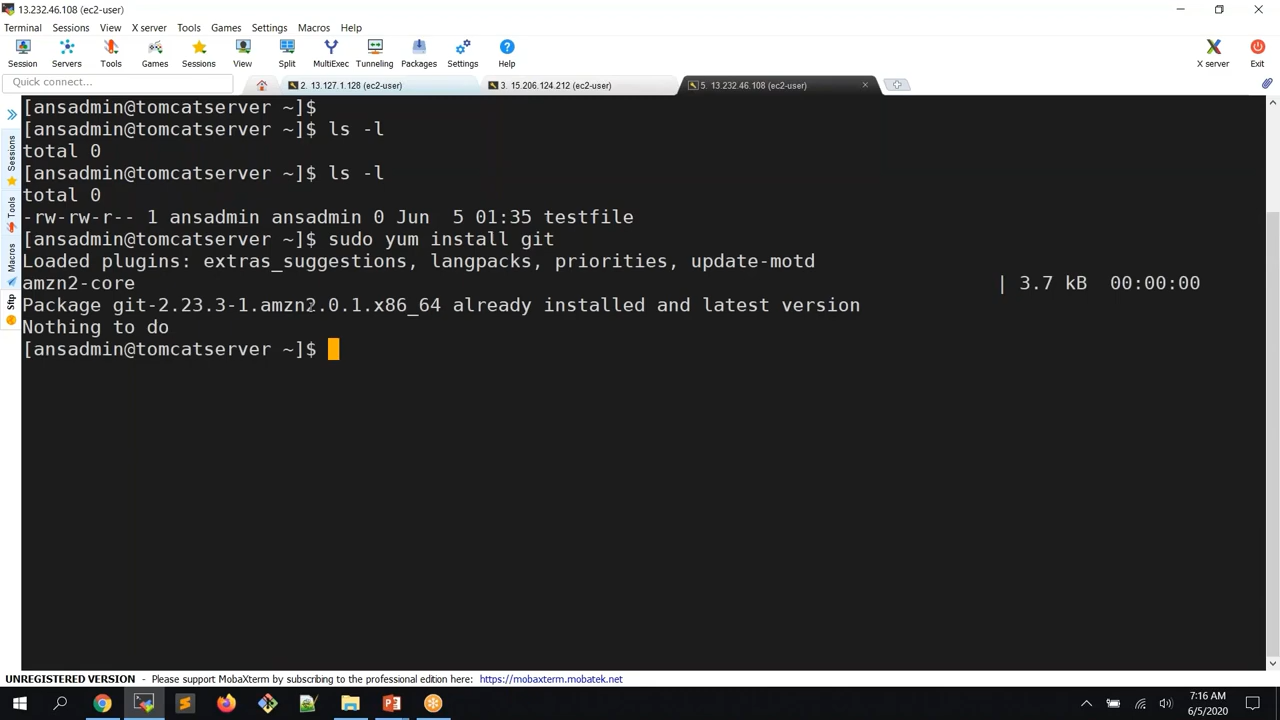 13.232.46.108 (ec2-user)
Terminal Sessions View X server Tools Games Settings Macros Help
Session Servers Tools Games Sessions View Split MultiExec Tunneling Packages Settings Help X server Exit
Quick connect...
2. 13.127.1.128 (ec2-user)
3. 15.206.124.212 (ec2-user)
5. 13.232.46.108 (ec2-user)
Sessions
Tools
Macros
Sftp
[ansadmin@tomcatserver ~]$
[ansadmin@tomcatserver ~]$ ls -l
total 0
[ansadmin@tomcatserver ~]$ ls -l
total 0
-rw-rw-r-- 1 ansadmin ansadmin 0 Jun  5 01:35 testfile
[ansadmin@tomcatserver ~]$ sudo yum install git
Loaded plugins: extras_suggestions, langpacks, priorities, update-motd
amzn2-core | 3.7 kB  00:00:00
Package git-2.23.3-1.amzn2.0.1.x86_64 already installed and latest version
Nothing to do
[ansadmin@tomcatserver ~]$
UNREGISTERED VERSION - Please support MobaXterm by subscribing to the professional edition here: https://mobaxterm.mobatek.net
7:16 AM
6/5/2020